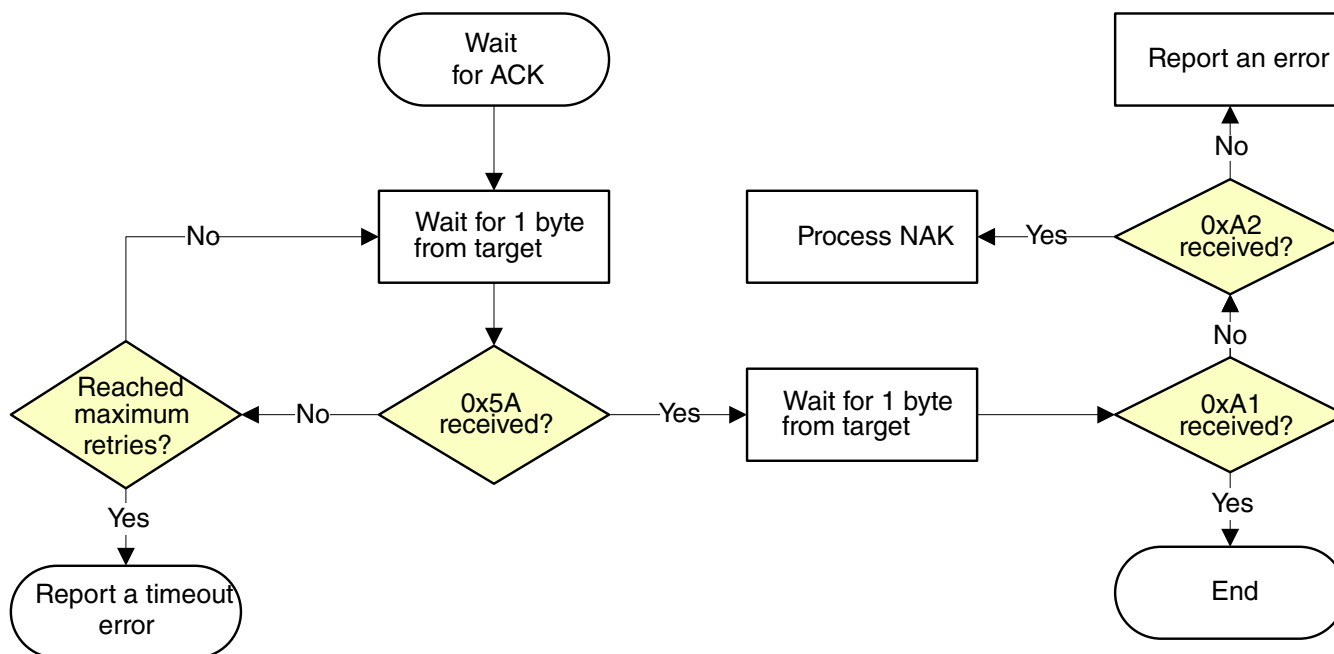 Wait
for ACK
Report an error
No
No
Wait for 1 byte
from target
Process NAK
Yes
0xA2
received?
No
Reached
maximum
retries?
No
0x5A
received?
Yes
Wait for 1 byte
from target
0xA1
received?
Yes
Yes
Report a timeout
error
End